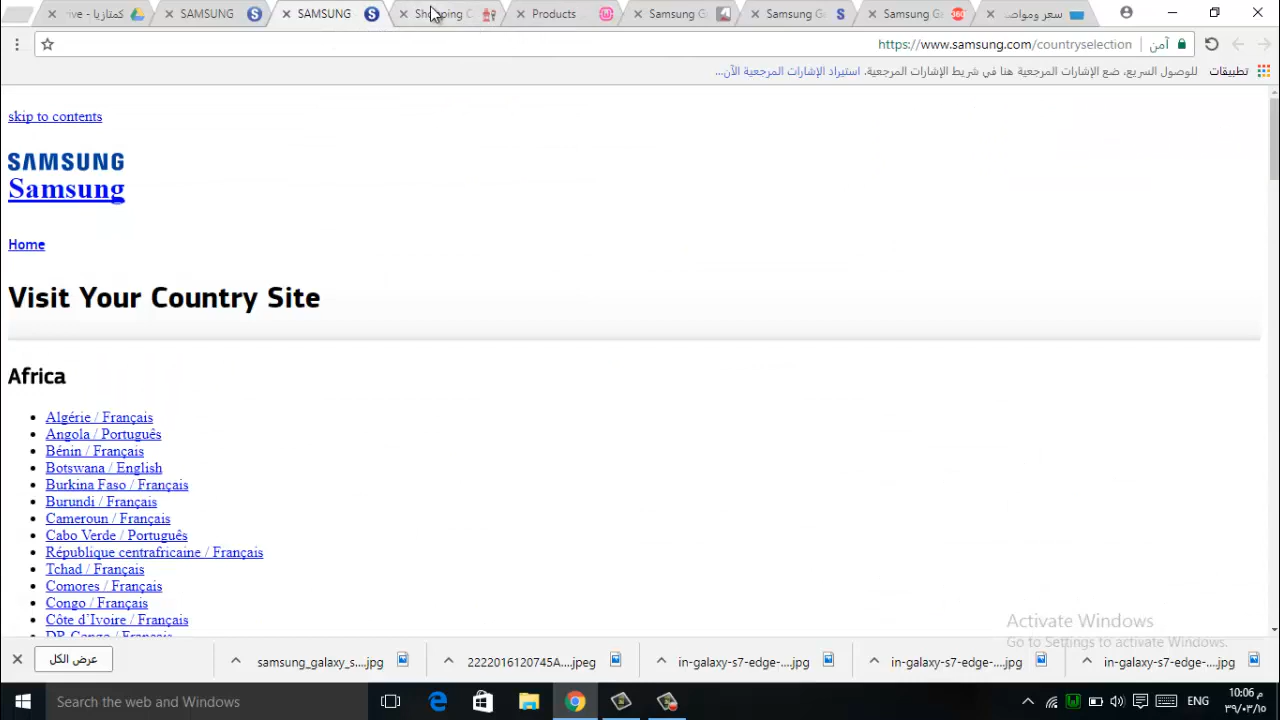 كمتازيا - ive
SAMSUNG
SAMSUNG
Shopping C
Products
Samsung G
Samsung G
Samsung G
سعر ومواص
https://www.samsung.com/countryselection
آمن
تطبيقات
للوصول السريع، ضع الإشارات المرجعية هنا في شريط الإشارات المرجعية. استيراد الإشارات المرجعية الآن...
skip to contents
SAMSUNG
Samsung
Home
Visit Your Country Site
Africa
Algérie / Français
Angola / Português
Bénin / Français
Botswana / English
Burkina Faso / Français
Burundi / Français
Cameroun / Français
Cabo Verde / Português
République centrafricaine / Français
Tchad / Français
Comores / Français
Congo / Français
Côte d'Ivoire / Français
DR Congo / Français
Activate Windows
Go to Settings to activate Windows.
عرض الكل
samsung_galaxy_s....jpg
2222016120745A....jpeg
in-galaxy-s7-edge-....jpg
in-galaxy-s7-edge-....jpg
in-galaxy-s7-edge-....jpg
Search the web and Windows
ENG
10:06 م
٣٩/٠٣/١٥